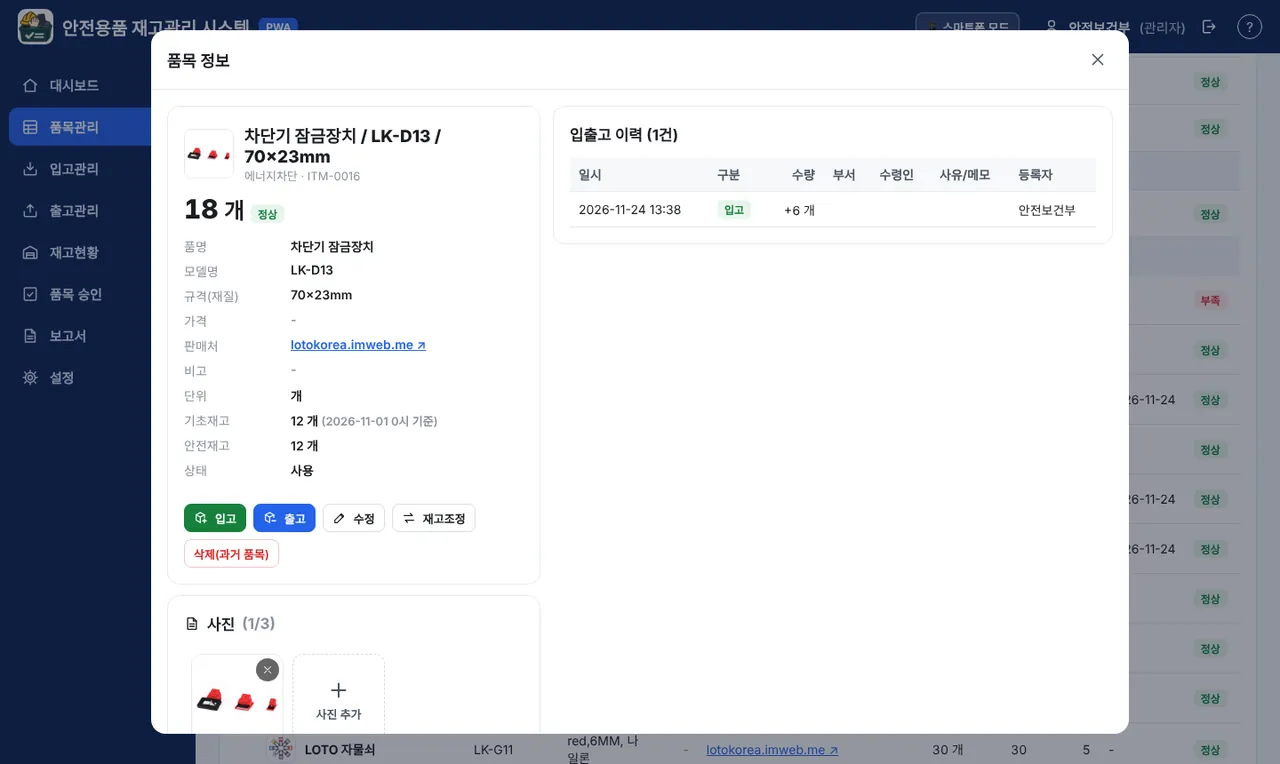 안전용품 재고관리 시스템 PWA
스마트폰 모드
안전보건부 (관리자)
?
대시보드
품목관리
입고관리
출고관리
재고현황
품목 승인
보고서
설정
품목 정보
차단기 잠금장치 / LK-D13 /
70×23mm
에너지차단 · ITM-0016
18 개 정상
품명 차단기 잠금장치
모델명 LK-D13
규격(재질) 70×23mm
가격 -
판매처 lotokorea.imweb.me ↗
비고 -
단위 개
기초재고 12 개 (2026-11-01 0시 기준)
안전재고 12 개
상태 사용
입고 출고 수정 재고조정
삭제(과거 품목)
사진 (1/3)
사진 추가
입출고 이력 (1건)
일시 구분 수량 부서 수령인 사유/메모 등록자
2026-11-24 13:38 입고 +6 개 안전보건부
정상
정상
정상
부족
정상
26-11-24 정상
정상
26-11-24 정상
26-11-24 정상
정상
정상
정상
LOTO 자물쇠 LK-G11 red,6MM, 나
일론 - lotokorea.imweb.me ↗ 30 개 30 5 - 정상